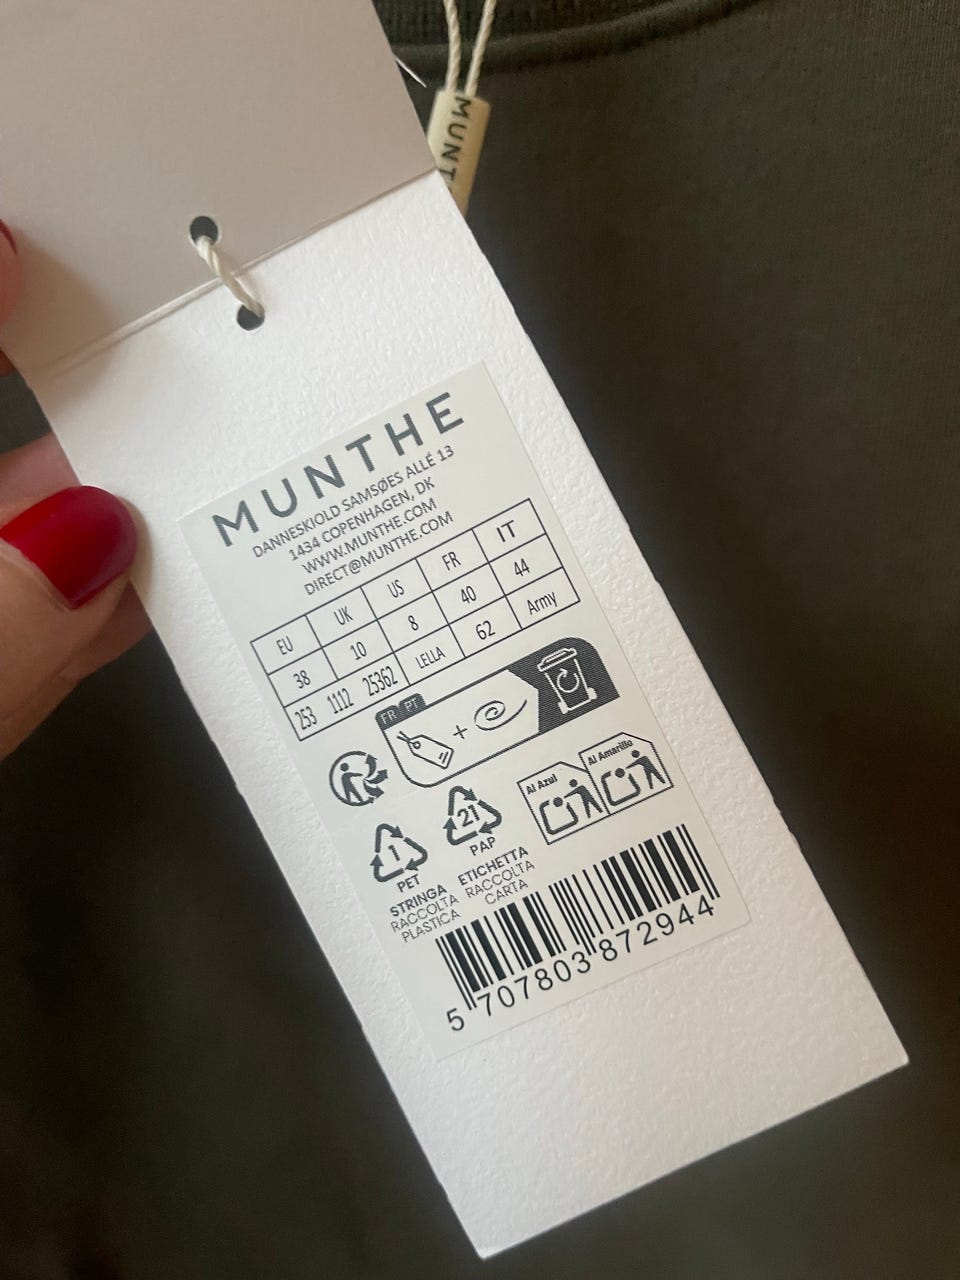 MUNT
MUNTHE
DANNESKIOLD SAMSØES ALLÉ 13
1434 COPENHAGEN, DK
WWW.MUNTHE.COM
DIRECT@MUNTHE.COM
EU UK US FR IT
38 10 8 40 44
253 1112 25362 LELLA 62 Army
FR PT
+
Al Azul Al Amarillo
1 21
PET PAP
STRINGA ETICHETTA
RACCOLTA RACCOLTA
PLASTICA CARTA
5 707803 872944